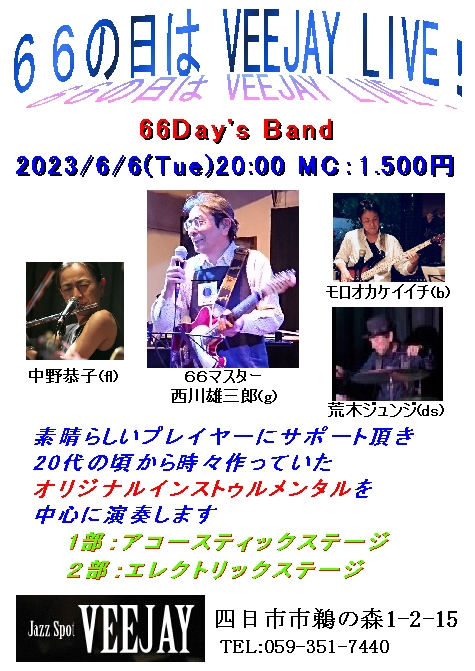 ６６の日は VEEJAY LIVE!
66Day's Band
2023/6/6(Tue)20:00 MC：1.500円
中野恭子(fl)
６６マスター
西川雄三郎(g)
モロオカケイイチ(b)
荒木ジュンジ(ds)
素晴らしいプレイヤーにサポート頂き
20代の頃から時々作っていた
オリジナルインストゥルメンタルを
中心に演奏します
1部：アコースティックステージ
２部：エレクトリックステージ
Jazz Spot VEEJAY
四日市市鵜の森1-2-15
TEL:059-351-7440